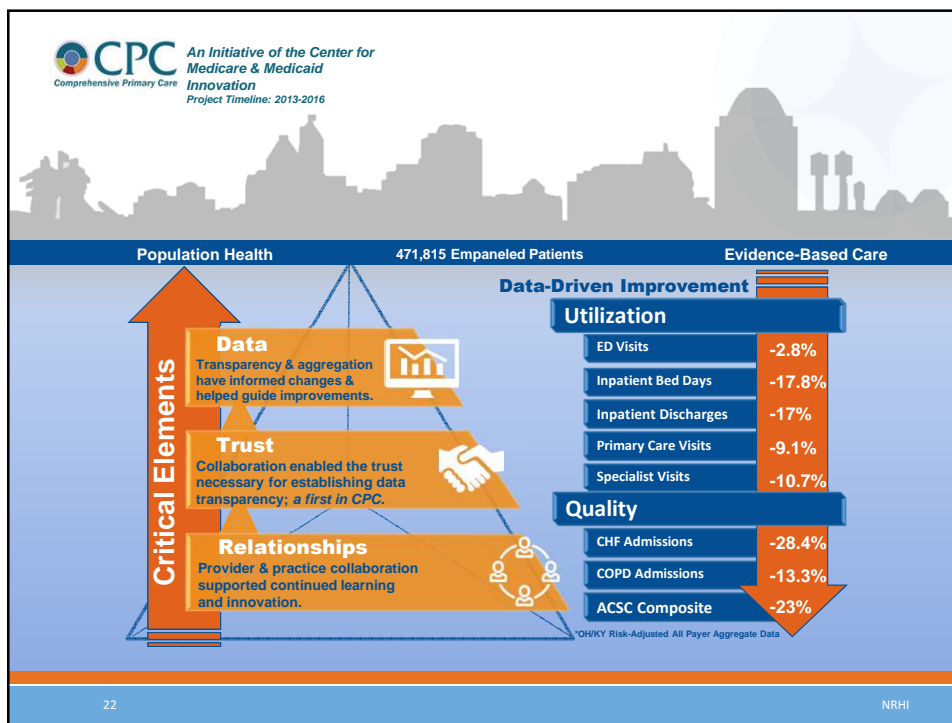 CPC
Comprehensive Primary Care
An Initiative of the Center for
Medicare & Medicaid
Innovation
Project Timeline: 2013-2016
Population Health
471,815 Empaneled Patients
Evidence-Based Care
Critical Elements
Data
Transparency & aggregation
have informed changes &
helped guide improvements.
Trust
Collaboration enabled the trust
necessary for establishing data
transparency; a first in CPC.
Relationships
Provider & practice collaboration
supported continued learning
and innovation.
Data-Driven Improvement
Utilization
ED Visits -2.8%
Inpatient Bed Days -17.8%
Inpatient Discharges -17%
Primary Care Visits -9.1%
Specialist Visits -10.7%
Quality
CHF Admissions -28.4%
COPD Admissions -13.3%
ACSC Composite -23%
*OH/KY Risk-Adjusted All Payer Aggregate Data
22
NRHI